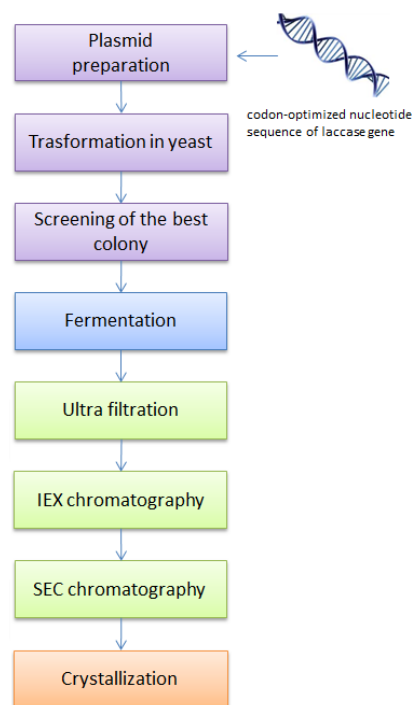 Plasmid
preparation
codon-optimized nucleotide
sequence of laccase gene
Trasformation in yeast
Screening of the best
colony
Fermentation
Ultra filtration
IEX chromatography
SEC chromatography
Crystallization